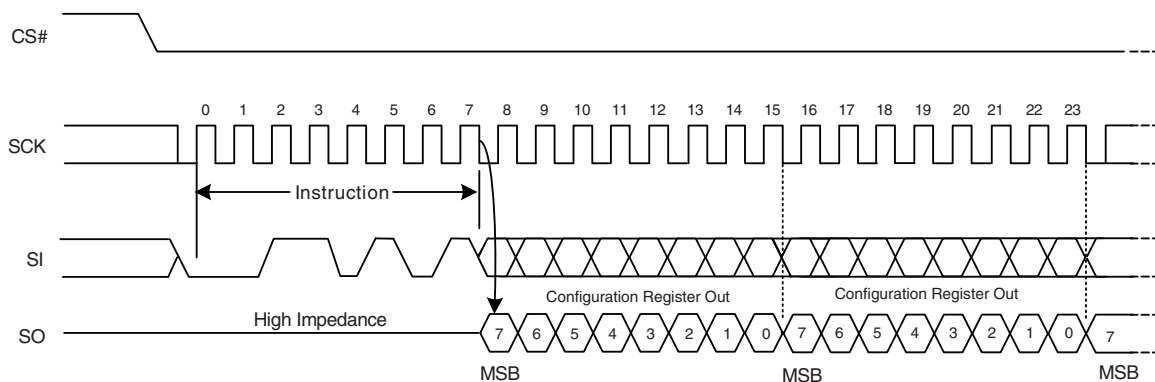 CS#
0 1 2 3 4 5 6 7 8 9 10 11 12 13 14 15 16 17 18 19 20 21 22 23
SCK
Instruction
SI
Configuration Register Out Configuration Register Out
High Impedance
SO 7 6 5 4 3 2 1 0 7 6 5 4 3 2 1 0 7
MSB MSB MSB